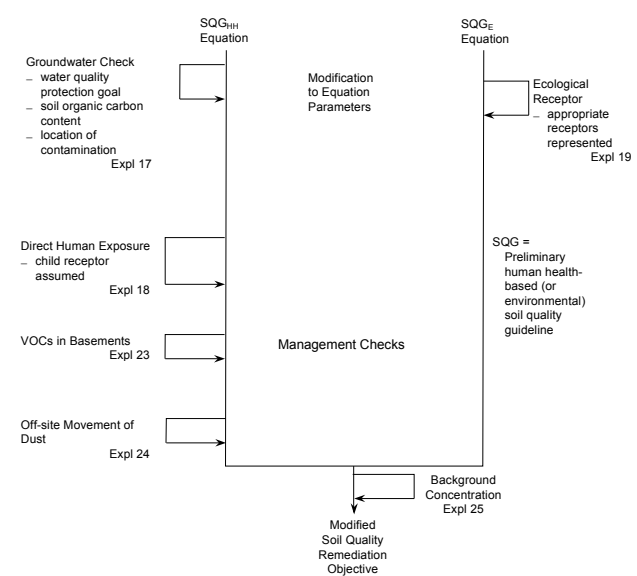 SQGHH
Equation
SQGE
Equation
Groundwater Check
– water quality
protection goal
– soil organic carbon
content
– location of
contamination
Expl 17
Modification
to Equation
Parameters
Ecological
Receptor
– appropriate
receptors
represented
Expl 19
Direct Human Exposure
– child receptor
assumed
Expl 18
SQG =
Preliminary
human health-
based (or
environmental)
soil quality
guideline
VOCs in Basements
Expl 23
Management Checks
Off-site Movement of
Dust
Expl 24
Background
Concentration
Expl 25
Modified
Soil Quality
Remediation
Objective